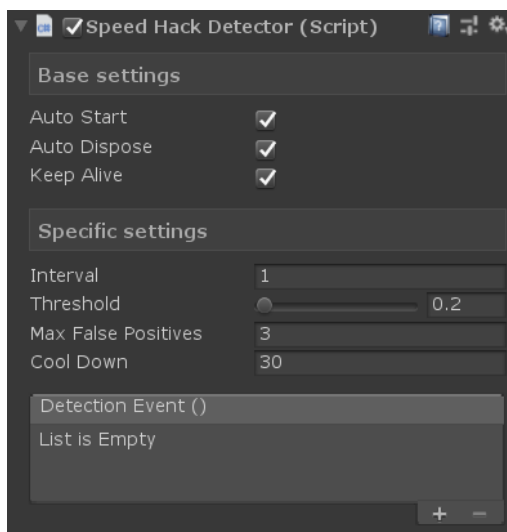 Speed Hack Detector (Script)
Base settings
Auto Start
Auto Dispose
Keep Alive
Specific settings
Interval 1
Threshold 0.2
Max False Positives 3
Cool Down 30
Detection Event ()
List is Empty